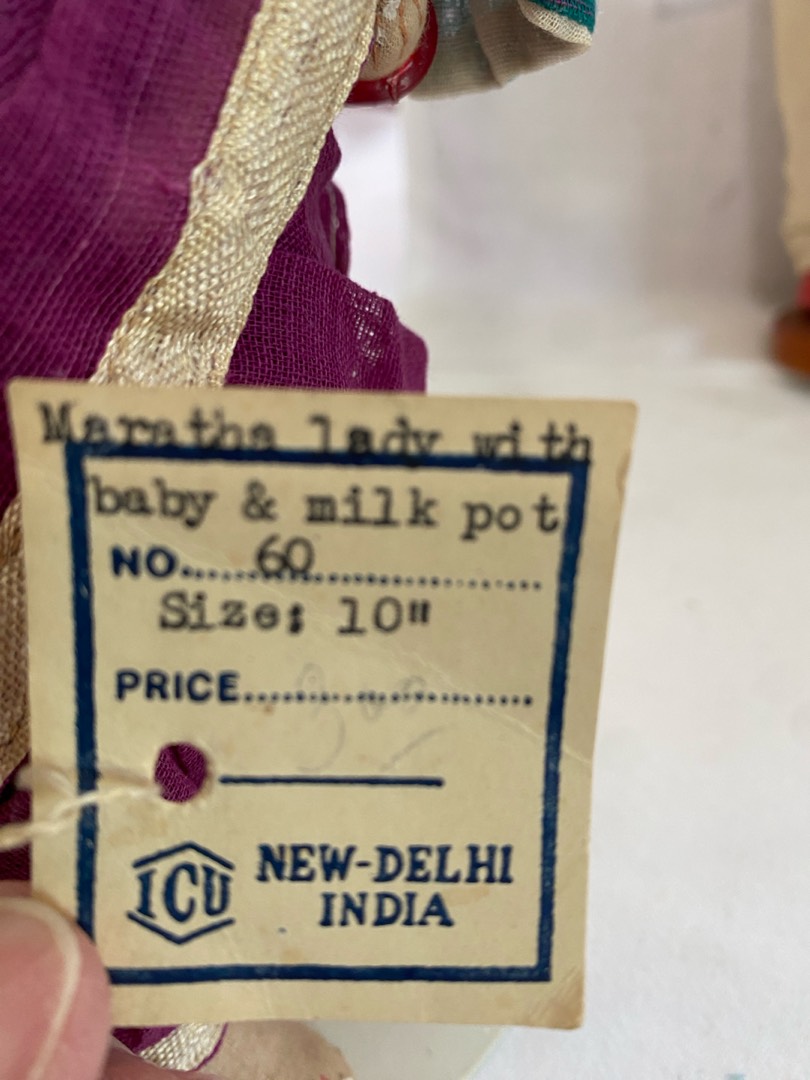 Maratha lady with
baby & milk pot
NO. 60
Size: 10"
PRICE
ICU NEW-DELHI
INDIA